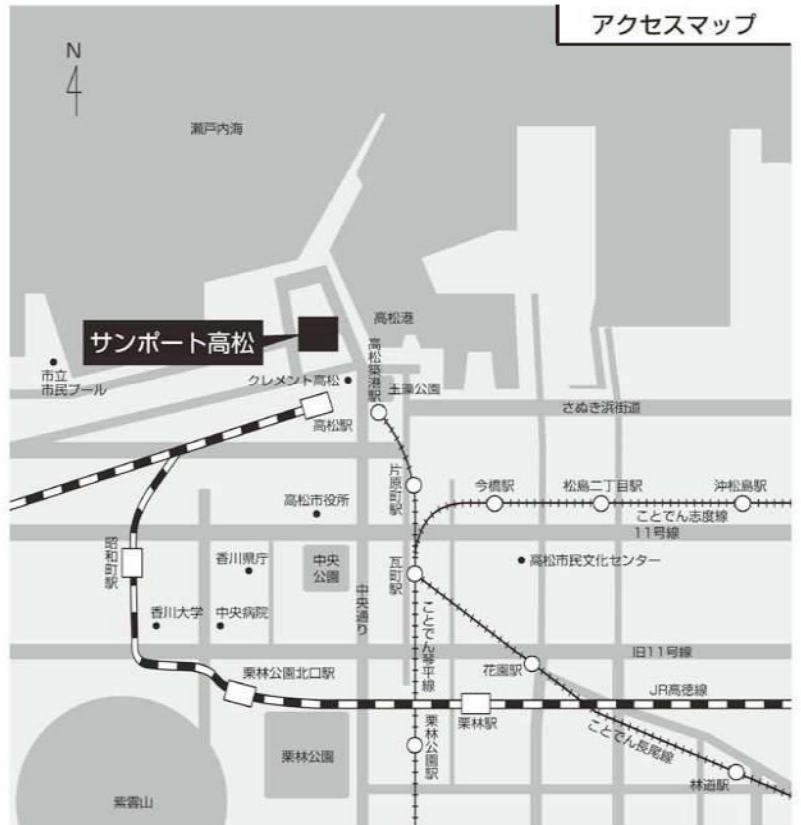 アクセスマップ
N
瀬戸内海
高松港
サンポート高松
高松築港駅
市立
市民プール
クレメント高松
玉藻公園
高松駅
さぬき浜街道
片原町駅
今橋駅
松島二丁目駅
沖松島駅
高松市役所
ことでん志度線
11号線
昭和町駅
香川県庁
中央
公園
中央通り
瓦町駅
高松市民文化センター
香川大学
中央病院
ことでん琴平線
旧11号線
花園駅
栗林公園北口駅
JR高徳線
栗林駅
栗林公園駅
ことでん長尾線
栗林公園
林道駅
紫雲山